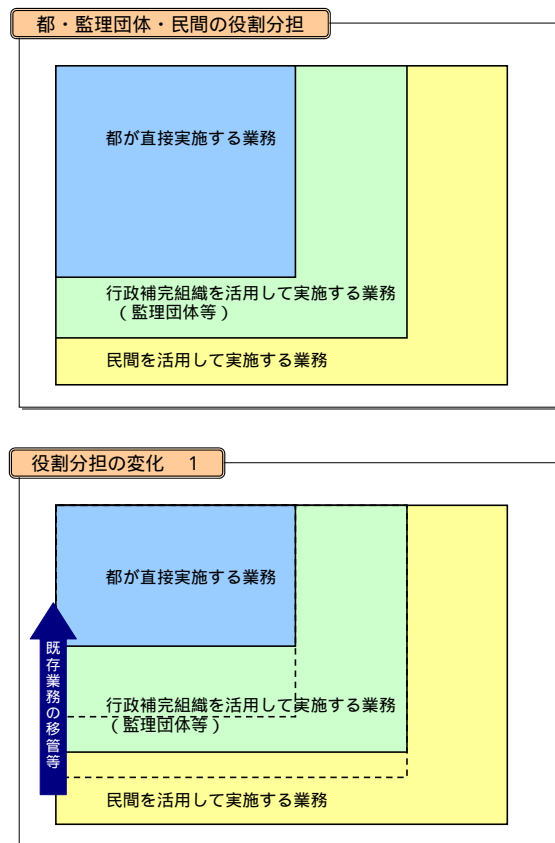 都・監理団体・民間の役割分担
都が直接実施する業務
行政補完組織を活用して実施する業務
（監理団体等）
民間を活用して実施する業務
役割分担の変化　1
都が直接実施する業務
既存業務の移管等
行政補完組織を活用して実施する業務
（監理団体等）
民間を活用して実施する業務